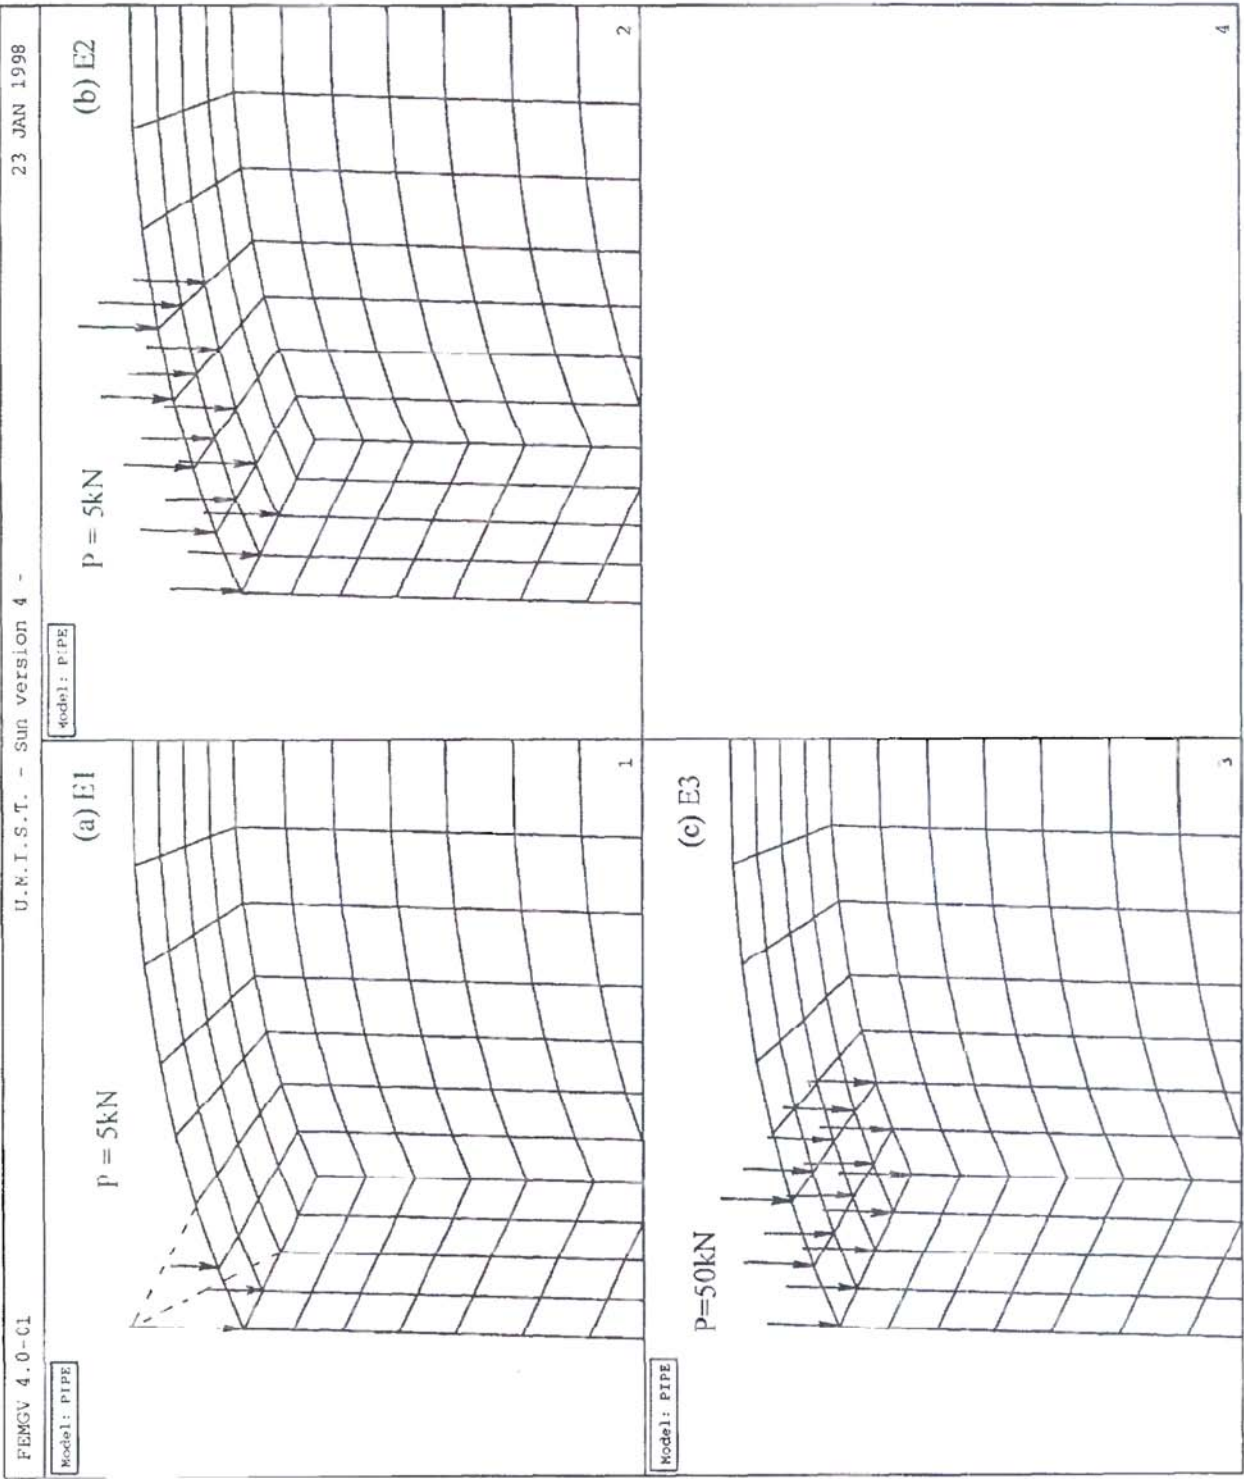 FEMGV 4.0-C1
U.M.I.S.T. - Sun version 4 -
23 JAN 1998
Model: PIPE
P = 5kN
(a) E1
1
Model: PIPE
P = 5kN
(b) E2
2
Model: PIPE
P=50kN
(c) E3
3
4